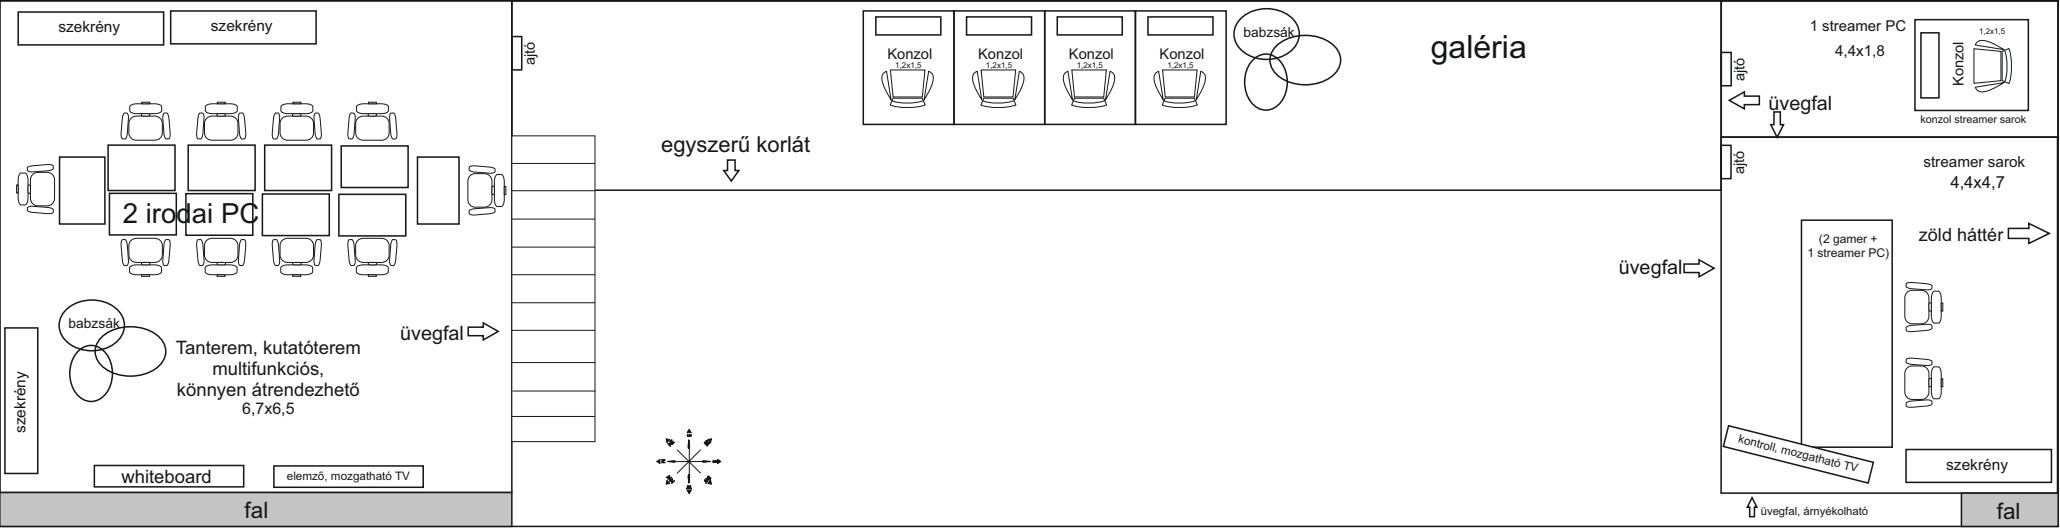 szekrény
szekrény
ajtó
2 irodai PC
babzsák
szekrény
Tanterem, kutatóterem
multifunkciós,
könnyen átrendezhető
6,7x6,5
üvegfal
whiteboard
elemző, mozgatható TV
fal
egyszerű korlát
Konzol
1,2x1,5
Konzol
1,2x1,5
Konzol
1,2x1,5
Konzol
1,2x1,5
babzsák
galéria
1 streamer PC
4,4x1,8
ajtó
üvegfal
1,2x1,5
Konzol
konzol streamer sarok
ajtó
streamer sarok
4,4x4,7
zöld háttér
(2 gamer +
1 streamer PC)
üvegfal
kontroll, mozgatható TV
szekrény
üvegfal, árnyékolható
fal